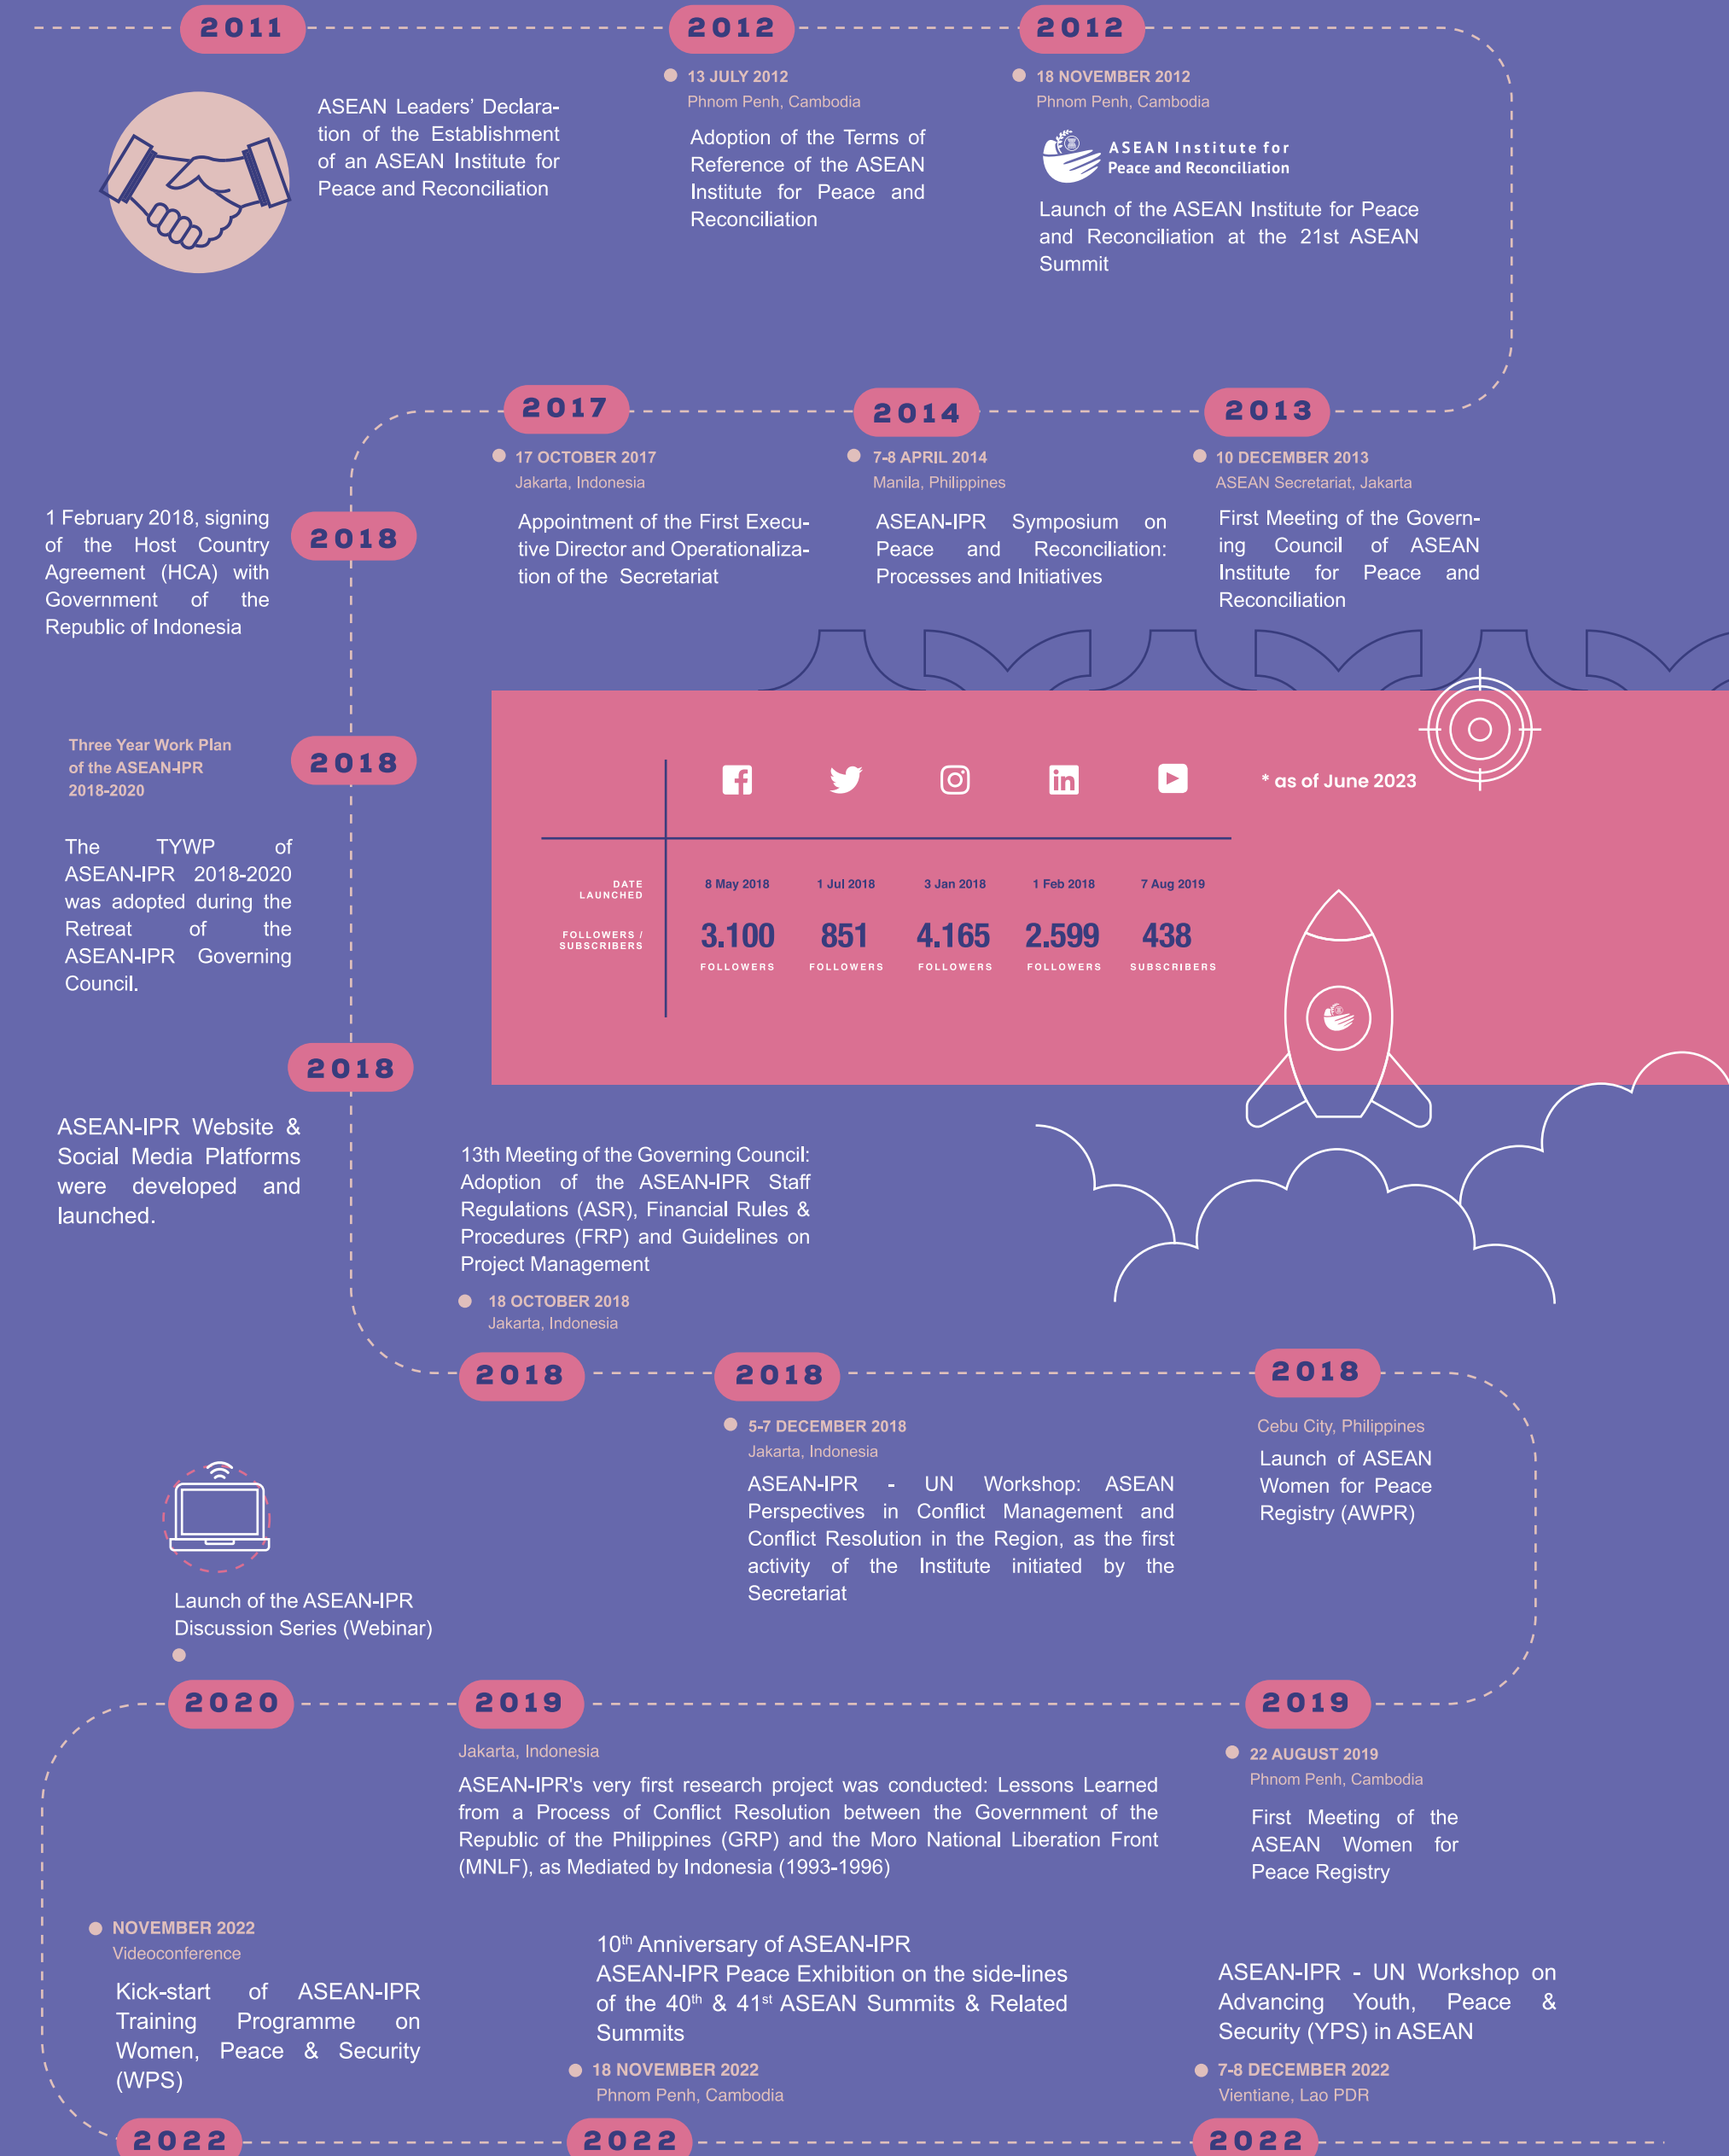 2011
ASEAN Leaders’ Declara-
tion of the Establishment
of an ASEAN Institute for
Peace and Reconciliation
2012
13 JULY 2012
Phnom Penh, Cambodia
Adoption of the Terms of
Reference of the ASEAN
Institute for Peace and
Reconciliation
2012
18 NOVEMBER 2012
Phnom Penh, Cambodia
ASEAN Institute for
Peace and Reconciliation
Launch of the ASEAN Institute for Peace
and Reconciliation at the 21st ASEAN
Summit
2013
10 DECEMBER 2013
ASEAN Secretariat, Jakarta
First Meeting of the Govern-
ing Council of ASEAN
Institute for Peace and
Reconciliation
2014
7-8 APRIL 2014
Manila, Philippines
ASEAN-IPR Symposium on
Peace and Reconciliation:
Processes and Initiatives
2017
17 OCTOBER 2017
Jakarta, Indonesia
Appointment of the First Execu-
tive Director and Operationaliza-
tion of the Secretariat
2018
1 February 2018, signing
of the Host Country
Agreement (HCA) with
Government of the
Republic of Indonesia
2018
Three Year Work Plan
of the ASEAN-IPR
2018-2020
The TYWP of
ASEAN-IPR 2018-2020
was adopted during the
Retreat of the
ASEAN-IPR Governing
Council.
* as of June 2023
DATE
LAUNCHED
8 May 2018 1 Jul 2018 3 Jan 2018 1 Feb 2018 7 Aug 2019
FOLLOWERS /
SUBSCRIBERS
3.100 851 4.165 2.599 438
FOLLOWERS FOLLOWERS FOLLOWERS FOLLOWERS SUBSCRIBERS
2018
ASEAN-IPR Website &
Social Media Platforms
were developed and
launched.
13th Meeting of the Governing Council:
Adoption of the ASEAN-IPR Staff
Regulations (ASR), Financial Rules &
Procedures (FRP) and Guidelines on
Project Management
18 OCTOBER 2018
Jakarta, Indonesia
2018
2018
5-7 DECEMBER 2018
Jakarta, Indonesia
ASEAN-IPR - UN Workshop: ASEAN
Perspectives in Conflict Management and
Conflict Resolution in the Region, as the first
activity of the Institute initiated by the
Secretariat
2018
Cebu City, Philippines
Launch of ASEAN
Women for Peace
Registry (AWPR)
2019
22 AUGUST 2019
Phnom Penh, Cambodia
First Meeting of the
ASEAN Women for
Peace Registry
2019
Jakarta, Indonesia
ASEAN-IPR's very first research project was conducted: Lessons Learned
from a Process of Conflict Resolution between the Government of the
Republic of the Philippines (GRP) and the Moro National Liberation Front
(MNLF), as Mediated by Indonesia (1993-1996)
Launch of the ASEAN-IPR
Discussion Series (Webinar)
2020
NOVEMBER 2022
Videoconference
Kick-start of ASEAN-IPR
Training Programme on
Women, Peace & Security
(WPS)
2022
10th Anniversary of ASEAN-IPR
ASEAN-IPR Peace Exhibition on the side-lines
of the 40th & 41st ASEAN Summits & Related
Summits
18 NOVEMBER 2022
Phnom Penh, Cambodia
2022
ASEAN-IPR - UN Workshop on
Advancing Youth, Peace &
Security (YPS) in ASEAN
7-8 DECEMBER 2022
Vientiane, Lao PDR
2022